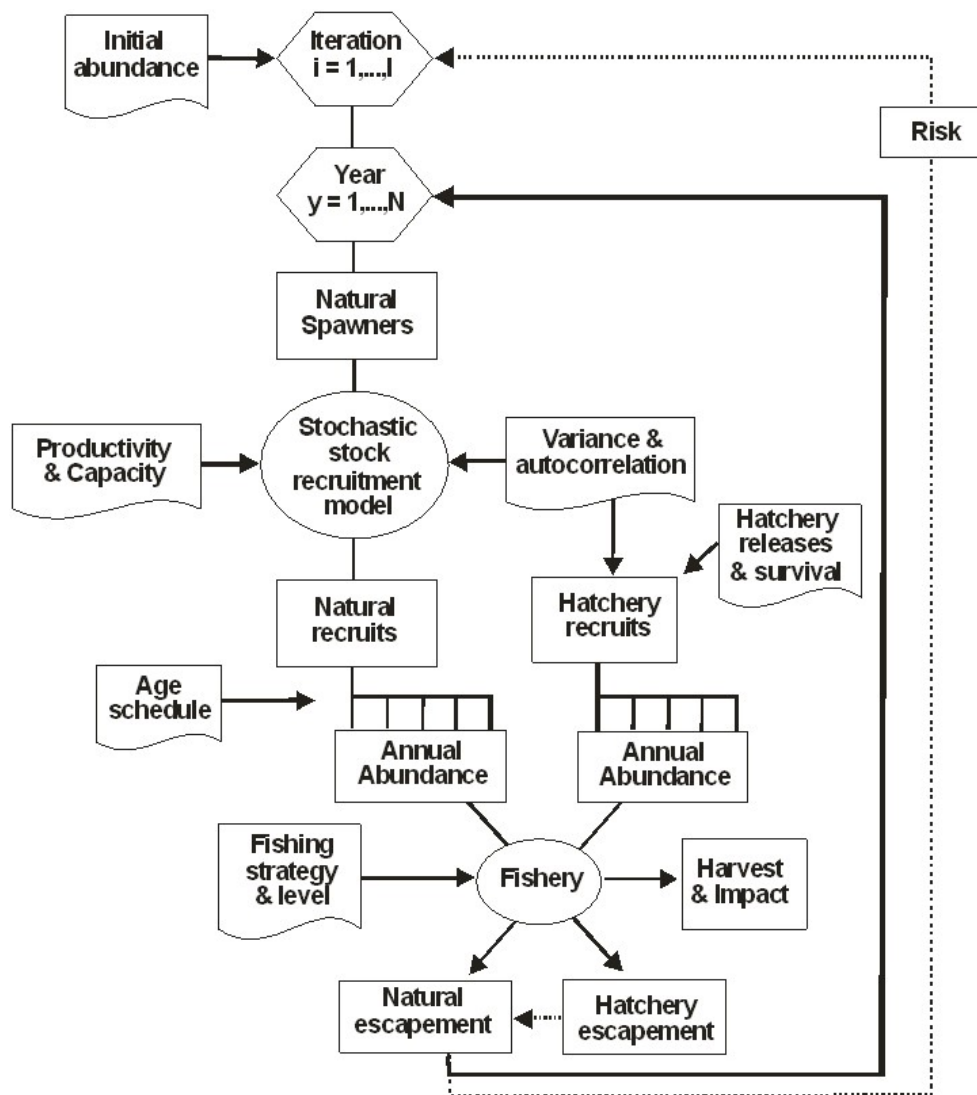 Initial
abundance
Iteration
i = 1,...,I
Risk
Year
y = 1,...,N
Natural
Spawners
Productivity
& Capacity
Stochastic
stock
recruitment
model
Variance &
autocorrelation
Hatchery
releases
& survival
Natural
recruits
Hatchery
recruits
Age
schedule
Annual
Abundance
Annual
Abundance
Fishing
strategy
& level
Fishery
Harvest
& Impact
Natural
escapement
Hatchery
escapement